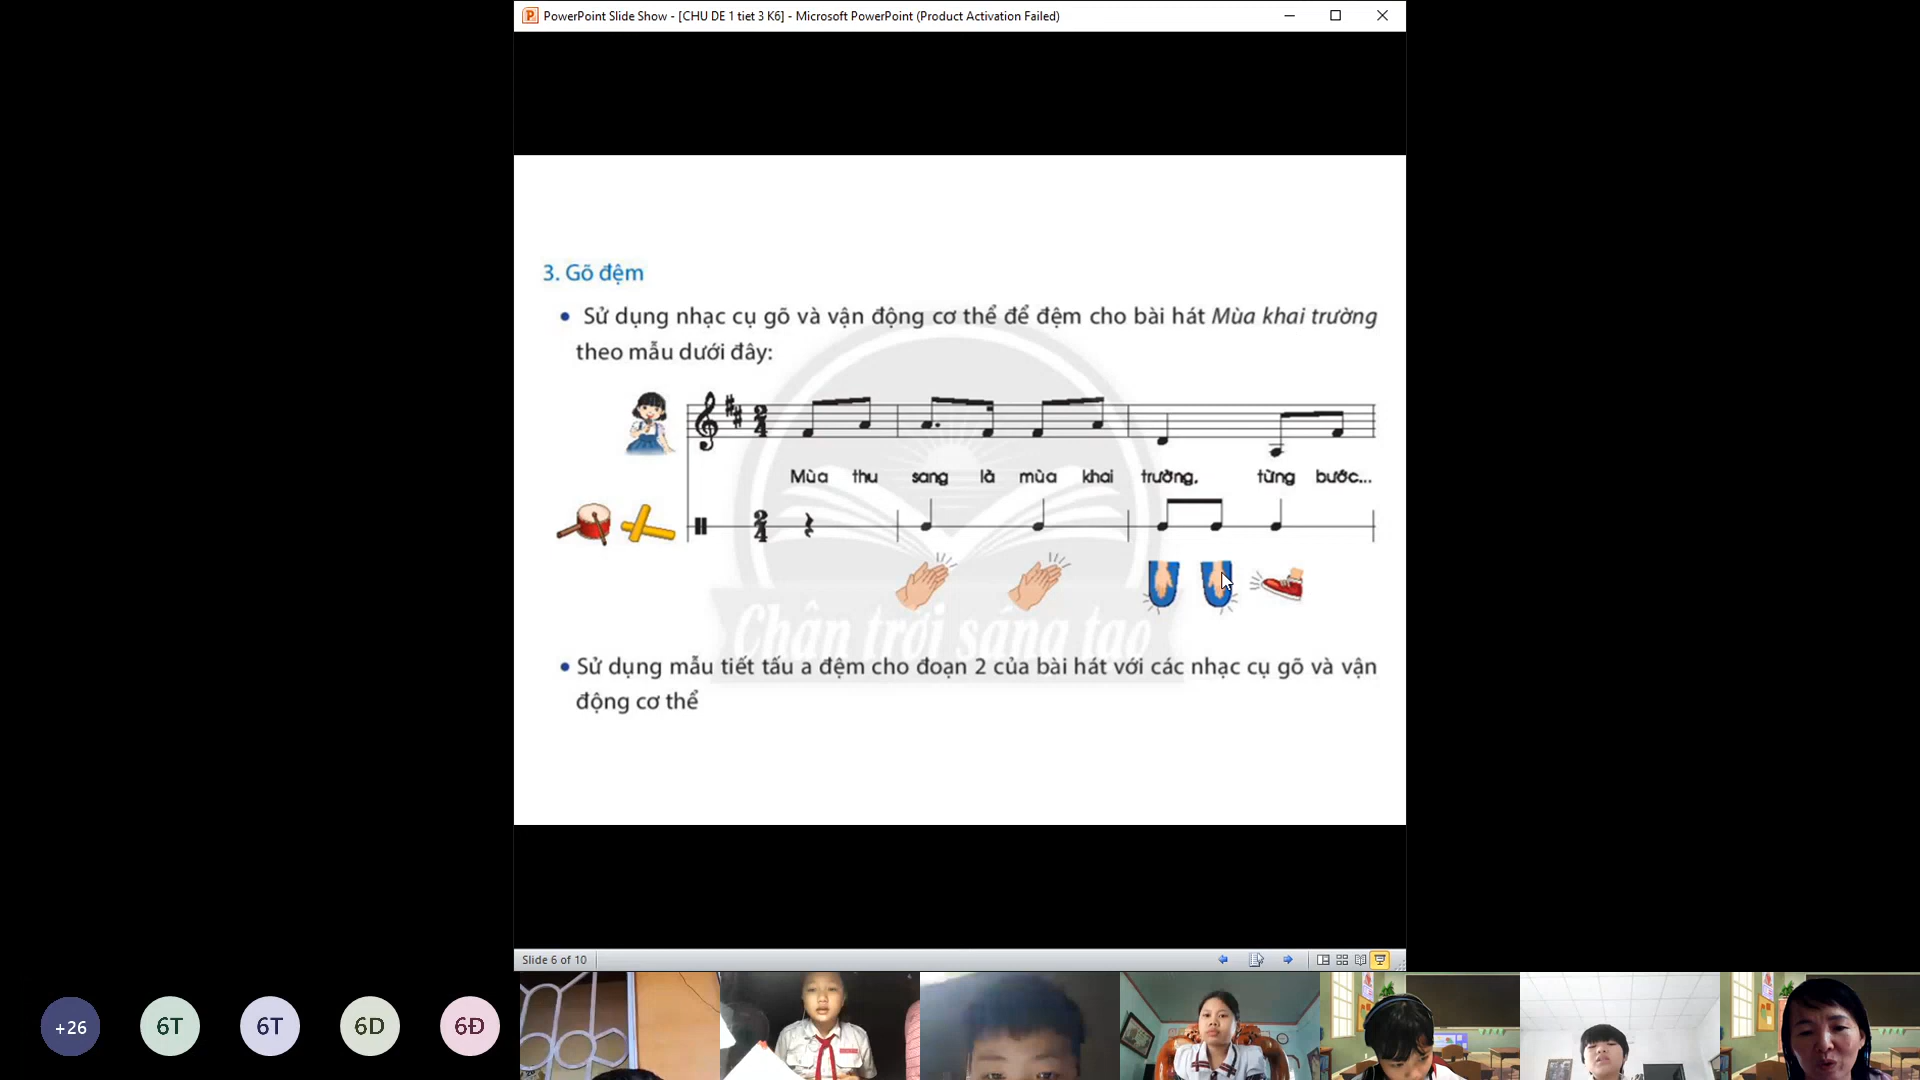 PowerPoint Slide Show - [CHU DE 1 tiet 3 K6] - Microsoft PowerPoint (Product Activation Failed)
3. Gõ đệm
• Sử dụng nhạc cụ gõ và vận động cơ thể để đệm cho bài hát Mùa khai trường
theo mẫu dưới đây:
2
4
Mùa thu sang là mùa khai trường, từng bước...
2
4
Chân trời sáng tạo
• Sử dụng mẫu tiết tấu a đệm cho đoạn 2 của bài hát với các nhạc cụ gõ và vận
động cơ thể
Slide 6 of 10
+26 6T 6T 6D 6Đ